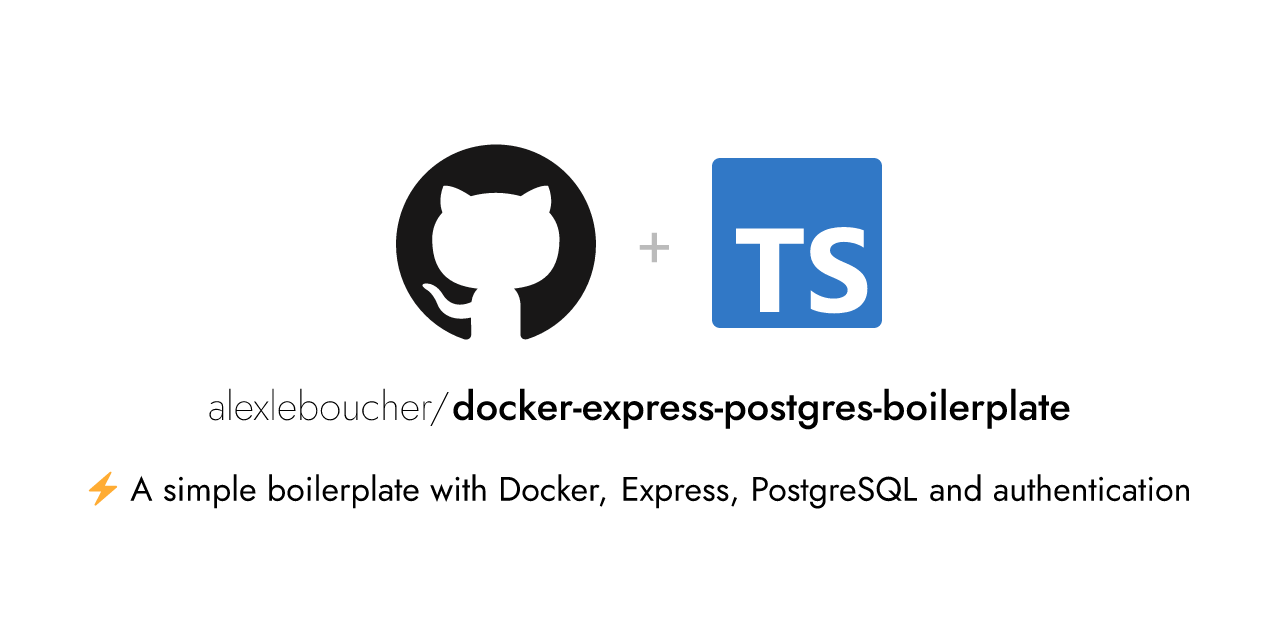 +
TS
alexleboucher/docker-express-postgres-boilerplate
⚡ A simple boilerplate with Docker, Express, PostgreSQL and authentication